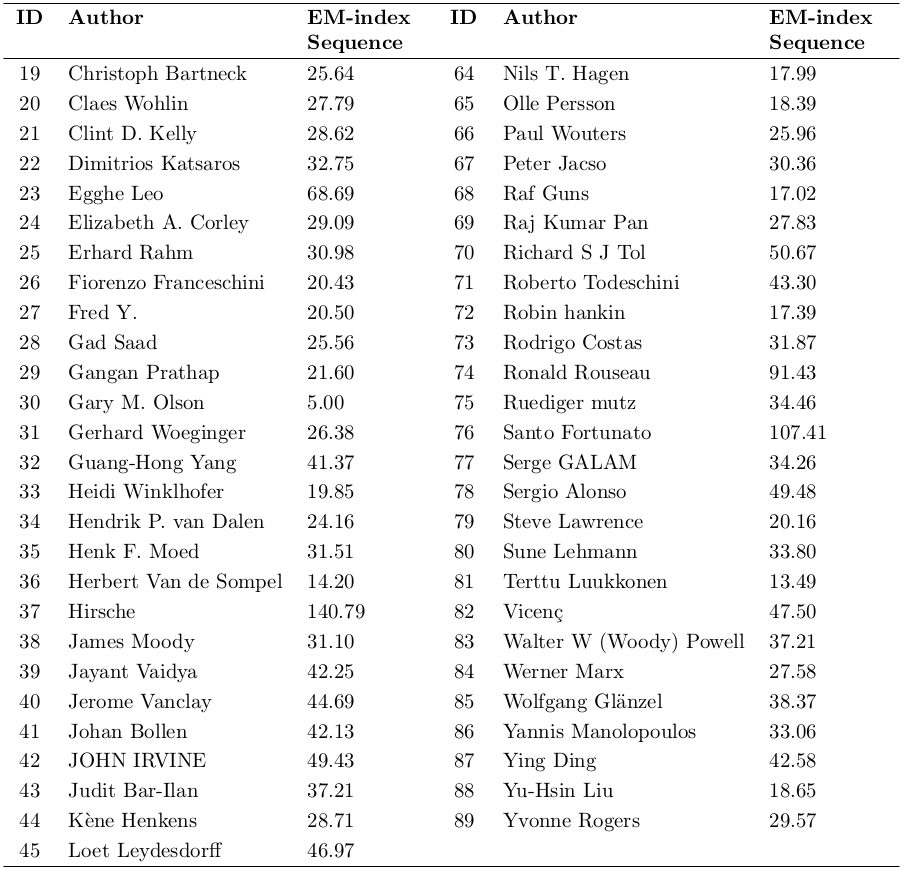 ID Author EM-index ID Author EM-index
Sequence Sequence
19 Christoph Bartneck 25.64 64 Nils T. Hagen 17.99
20 Claes Wohlin 27.79 65 Olle Persson 18.39
21 Clint D. Kelly 28.62 66 Paul Wouters 25.96
22 Dimitrios Katsaros 32.75 67 Peter Jacso 30.36
23 Egghe Leo 68.69 68 Raf Guns 17.02
24 Elizabeth A. Corley 29.09 69 Raj Kumar Pan 27.83
25 Erhard Rahm 30.98 70 Richard S J Tol 50.67
26 Fiorenzo Franceschini 20.43 71 Roberto Todeschini 43.30
27 Fred Y. 20.50 72 Robin hankin 17.39
28 Gad Saad 25.56 73 Rodrigo Costas 31.87
29 Gangan Prathap 21.60 74 Ronald Rouseau 91.43
30 Gary M. Olson 5.00 75 Ruediger mutz 34.46
31 Gerhard Woeginger 26.38 76 Santo Fortunato 107.41
32 Guang-Hong Yang 41.37 77 Serge GALAM 34.26
33 Heidi Winklhofer 19.85 78 Sergio Alonso 49.48
34 Hendrik P. van Dalen 24.16 79 Steve Lawrence 20.16
35 Henk F. Moed 31.51 80 Sune Lehmann 33.80
36 Herbert Van de Sompel 14.20 81 Terttu Luukkonen 13.49
37 Hirsche 140.79 82 Vicenç 47.50
38 James Moody 31.10 83 Walter W (Woody) Powell 37.21
39 Jayant Vaidya 42.25 84 Werner Marx 27.58
40 Jerome Vanclay 44.69 85 Wolfgang Glänzel 38.37
41 Johan Bollen 42.13 86 Yannis Manolopoulos 33.06
42 JOHN IRVINE 49.43 87 Ying Ding 42.58
43 Judit Bar-Ilan 37.21 88 Yu-Hsin Liu 18.65
44 Kène Henkens 28.71 89 Yvonne Rogers 29.57
45 Loet Leydesdorff 46.97